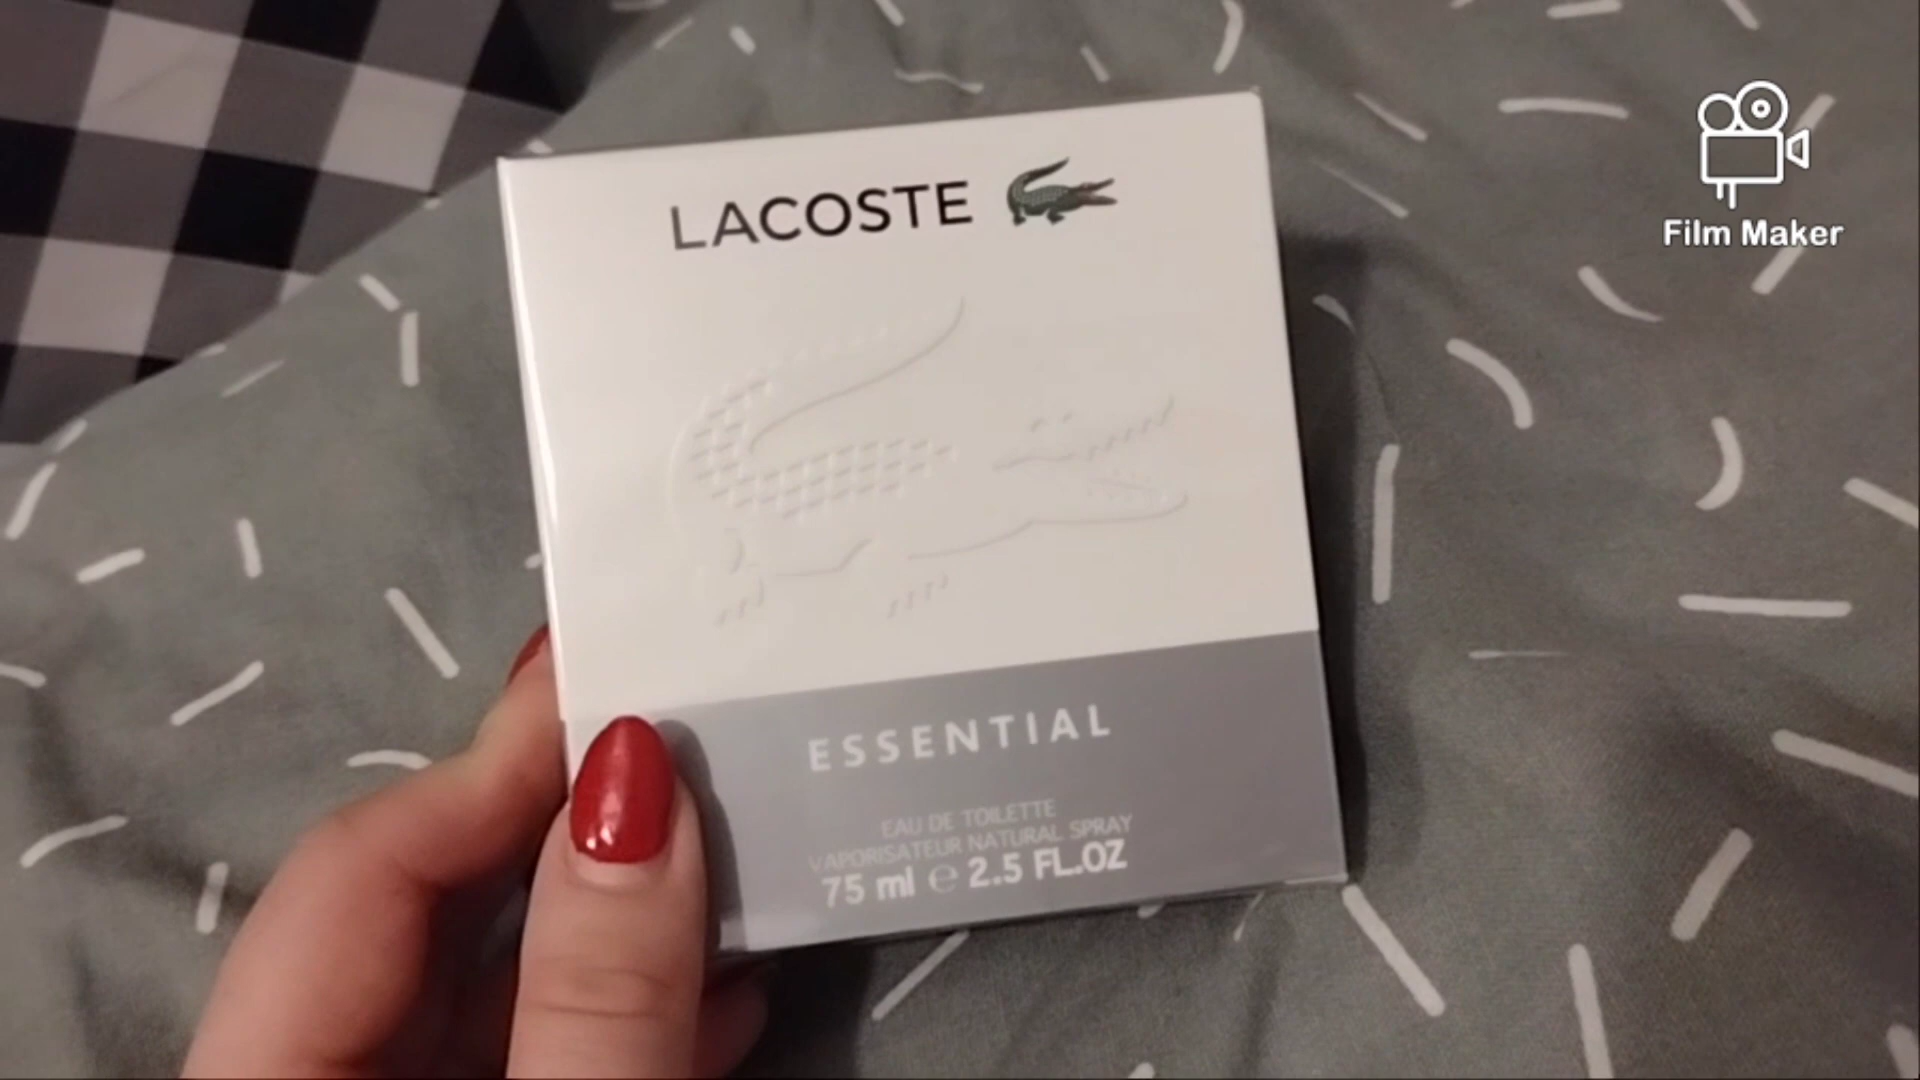 LACOSTE
ESSENTIAL
EAU DE TOILETTE
VAPORISATEUR NATURAL SPRAY
75 ml e 2.5 FL.OZ
Film Maker